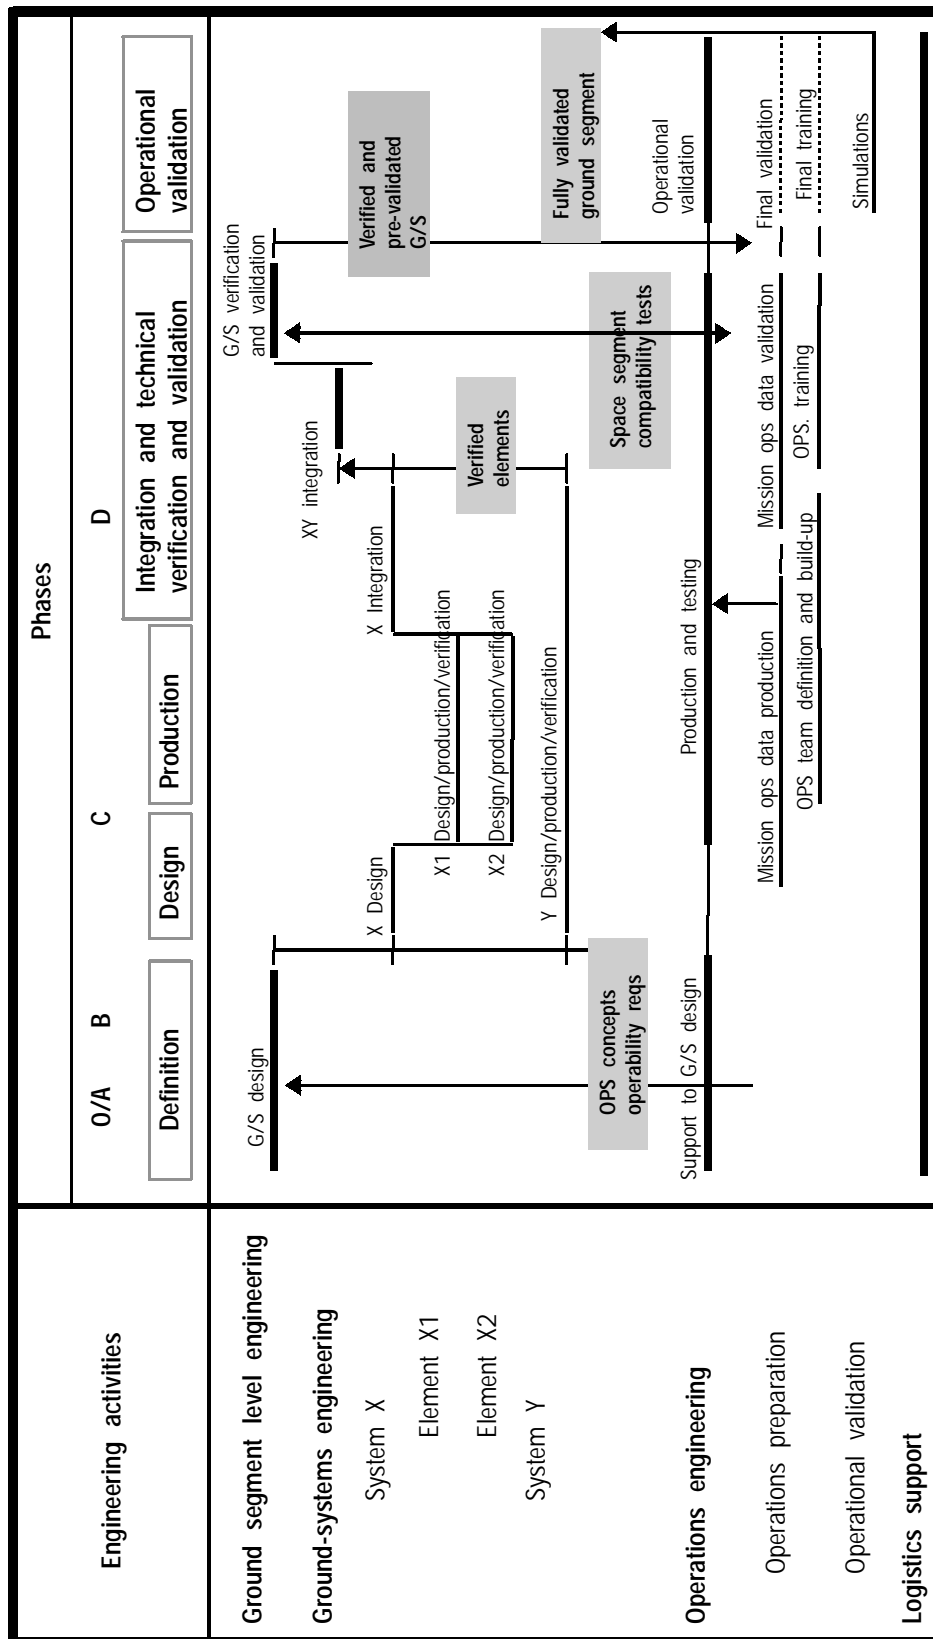 Engineering activities
Phases
O/A
B
C
D
Definition
Design
Production
Integration and technical
verification and validation
Operational
validation
Ground segment level engineering
G/S design
G/S verification
and validation
Ground-systems engineering
XY integration
Verified and
pre-validated
G/S
System X
X Design
X Integration
Element X1
X1 Design/production/verification
Verified
elements
Element X2
X2 Design/production/verification
System Y
Y Design/production/verification
Fully validated
ground segment
OPS concepts
operability reqs
Space segment
compatibility tests
Operations engineering
Support to G/S design
Production and testing
Operational
validation
Operations preparation
Mission ops data production
Mission ops data validation
Final validation
OPS team definition and build-up
OPS. training
Final training
Operational validation
Simulations
Logistics support